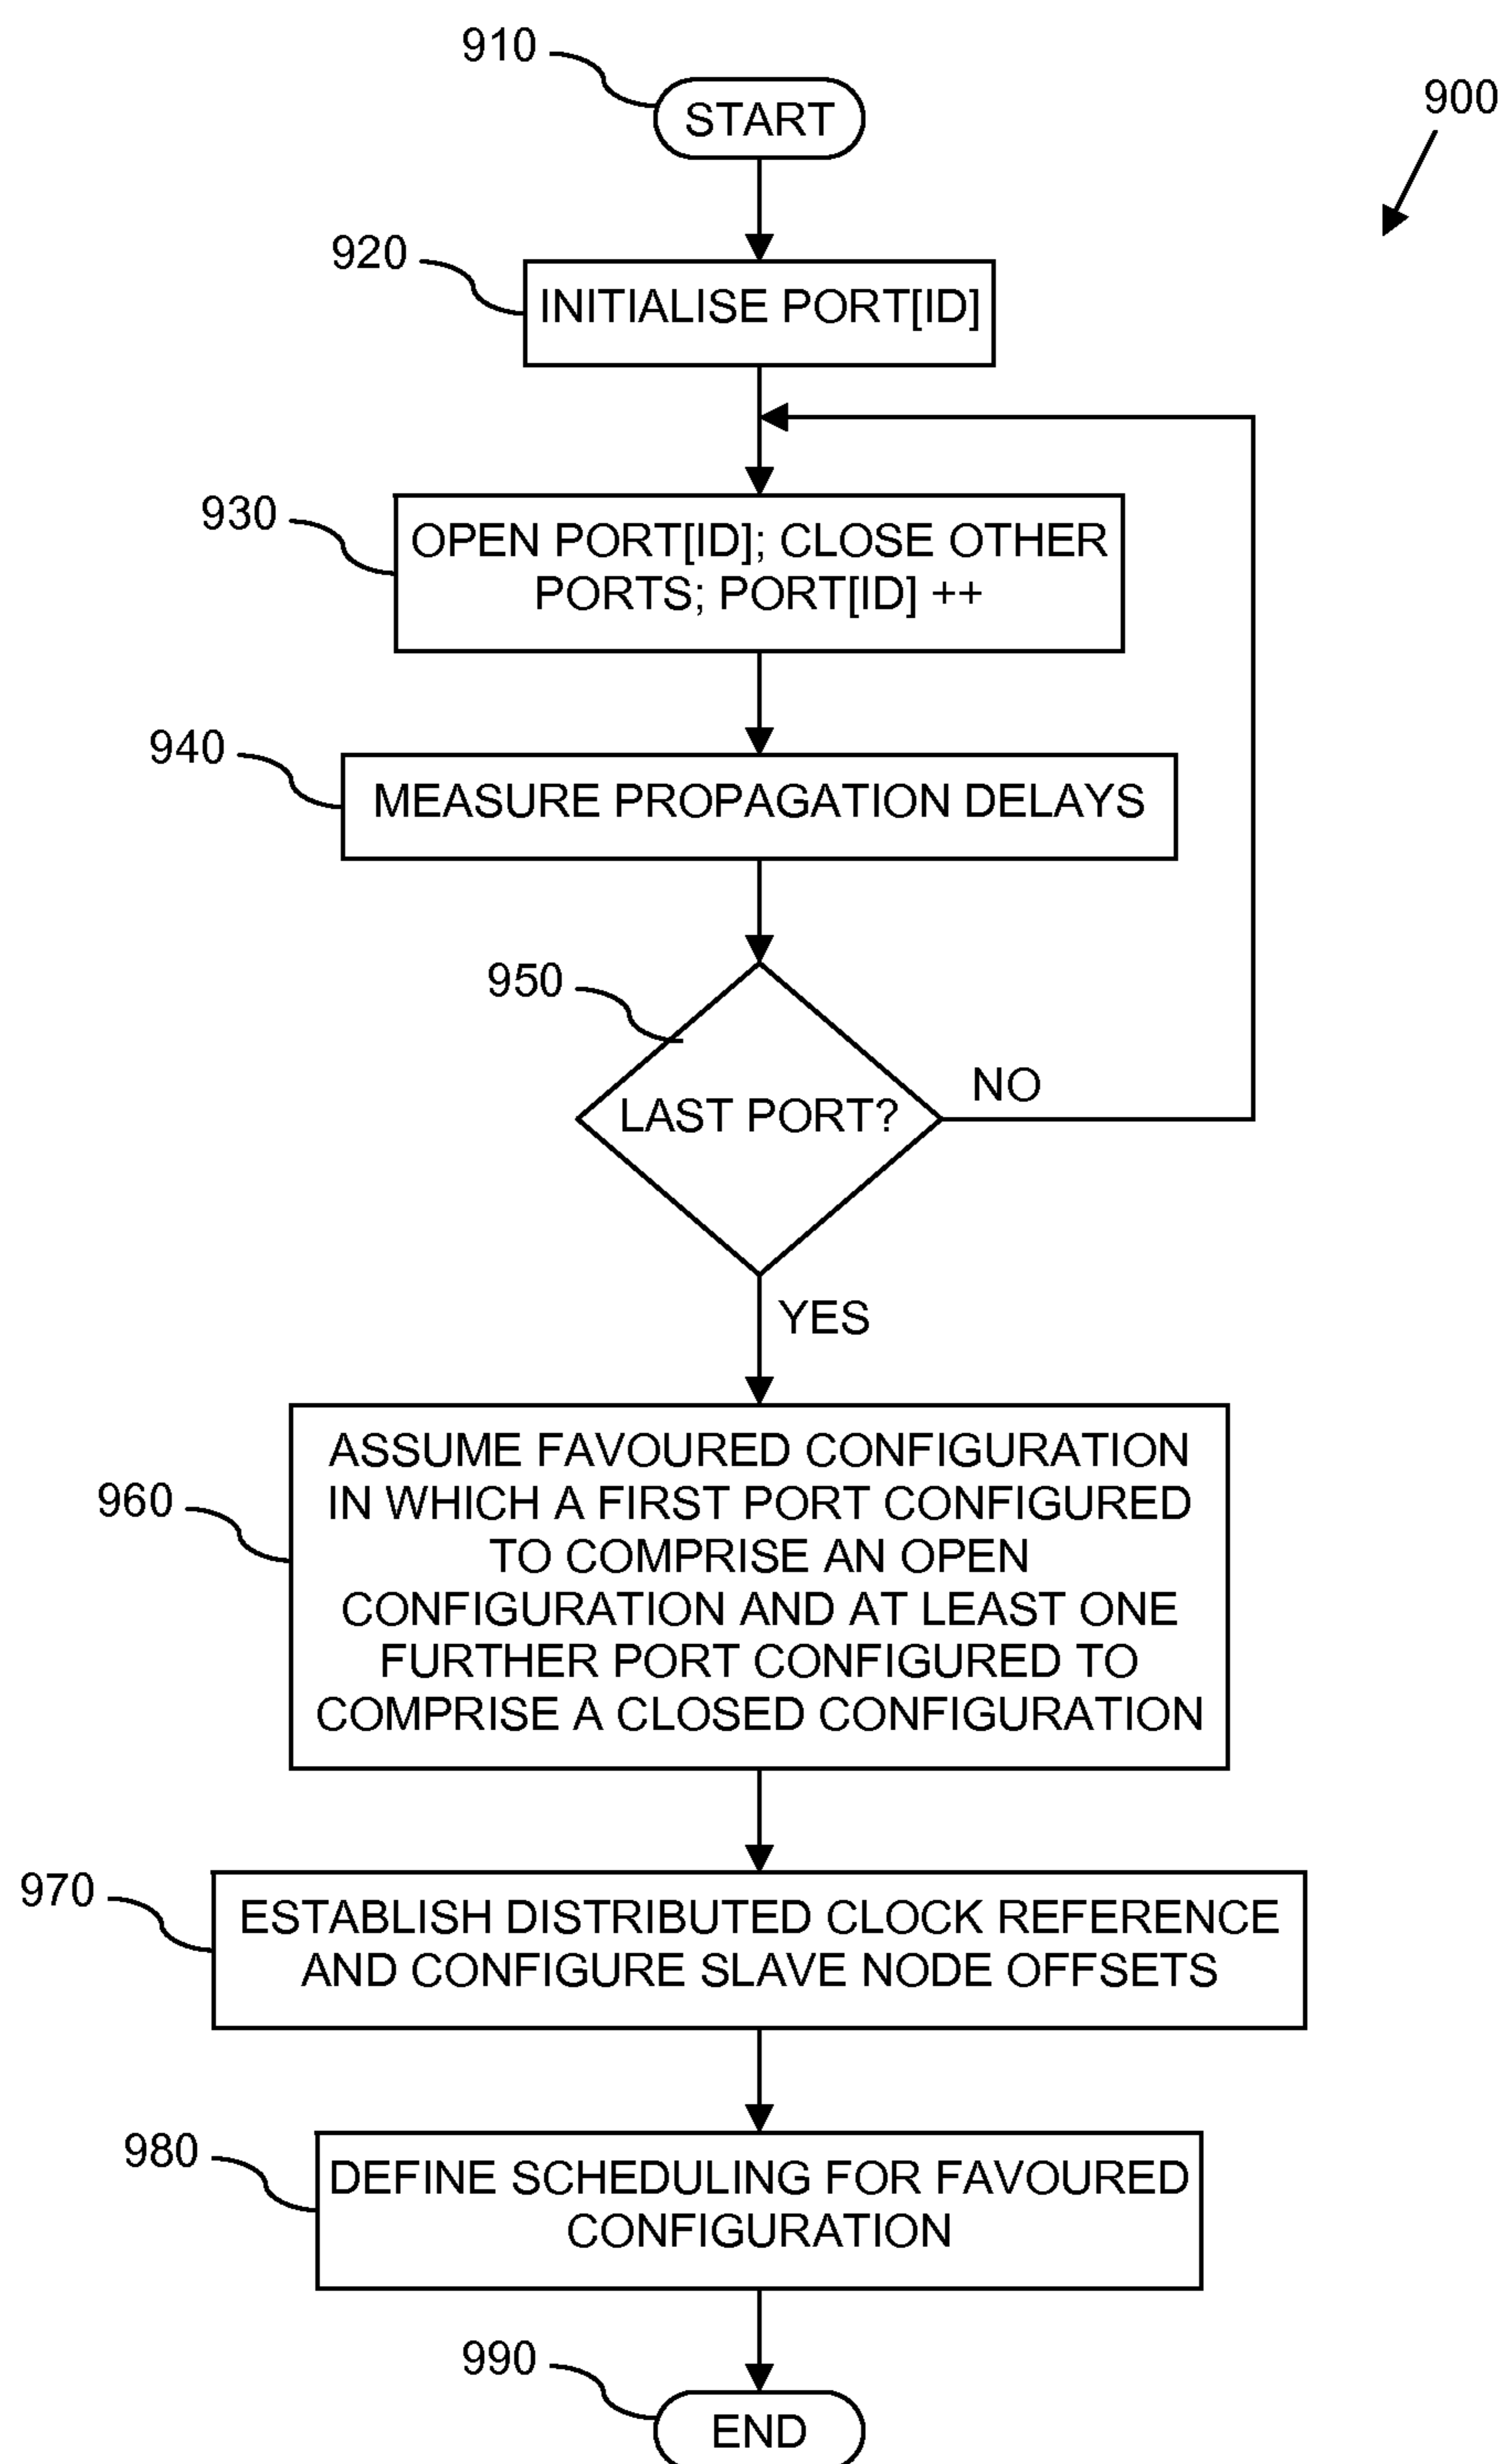 910
START
900
920
INITIALISE PORT[ID]
930
OPEN PORT[ID]; CLOSE OTHER
PORTS; PORT[ID] ++
940
MEASURE PROPAGATION DELAYS
950
LAST PORT?
NO
YES
960
ASSUME FAVOURED CONFIGURATION
IN WHICH A FIRST PORT CONFIGURED
TO COMPRISE AN OPEN
CONFIGURATION AND AT LEAST ONE
FURTHER PORT CONFIGURED TO
COMPRISE A CLOSED CONFIGURATION
970
ESTABLISH DISTRIBUTED CLOCK REFERENCE
AND CONFIGURE SLAVE NODE OFFSETS
980
DEFINE SCHEDULING FOR FAVOURED
CONFIGURATION
990
END